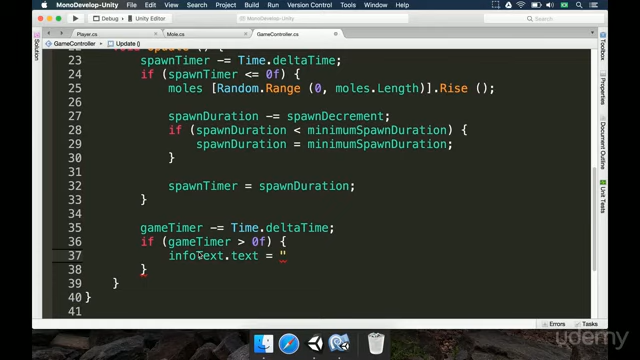 MonoDevelop-Unity File Edit View Search Project Build Run Version Control Tools Window Help
MonoDevelop-Unity
Debug Unity Editor
Player.cs Mole.cs GameController.cs
GameController Update ()
23 spawnTimer -= Time.deltaTime;
24 if (spawnTimer <= 0f) {
25 moles [Random.Range (0, moles.Length)].Rise ();
26
27 spawnDuration -= spawnDecrement;
28 if (spawnDuration < minimumSpawnDuration) {
29 spawnDuration = minimumSpawnDuration;
30 }
31
32 spawnTimer = spawnDuration;
33 }
34
35 gameTimer -= Time.deltaTime;
36 if (gameTimer > 0f) {
37 infoText.text = "
38 }
39 }
40 }
41
Solution
Toolbox
Properties
Document Outline
Unit Tests
Errors Tasks
udemy